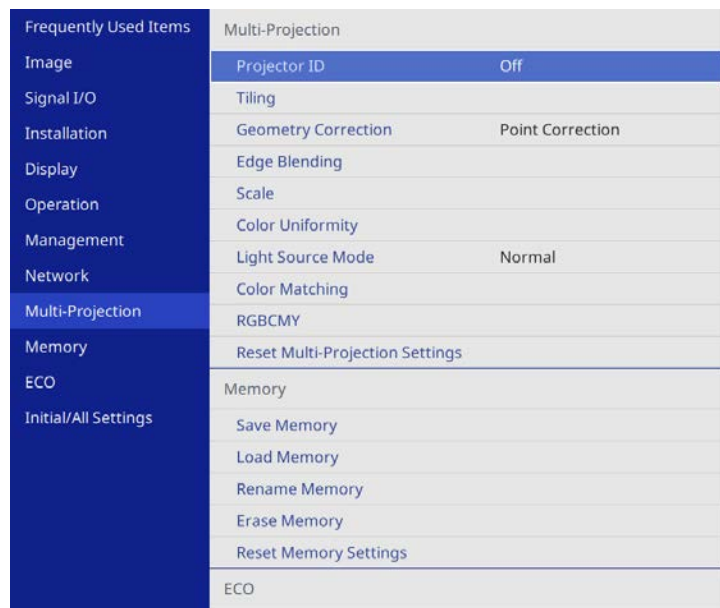 Frequently Used Items
Image
Signal I/O
Installation
Display
Operation
Management
Network
Multi-Projection
Memory
ECO
Initial/All Settings
Multi-Projection
Projector ID Off
Tiling
Geometry Correction Point Correction
Edge Blending
Scale
Color Uniformity
Light Source Mode Normal
Color Matching
RGBCMY
Reset Multi-Projection Settings
Memory
Save Memory
Load Memory
Rename Memory
Erase Memory
Reset Memory Settings
ECO